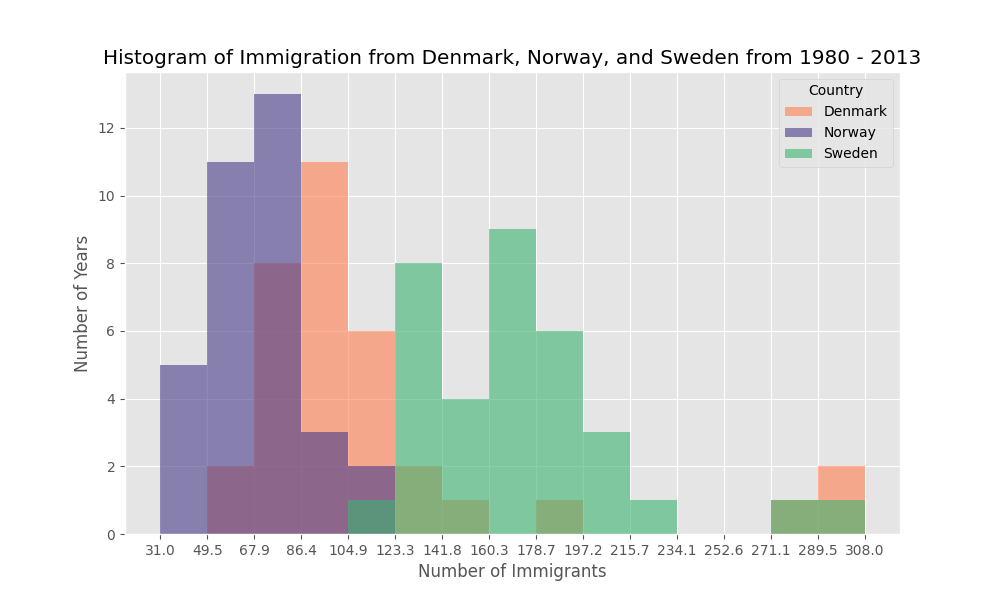 Histogram of Immigration from Denmark, Norway, and Sweden from 1980 - 2013
Country
Denmark
Norway
Sweden
12
10
8
6
4
2
0
Number of Years
31.0 49.5 67.9 86.4 104.9 123.3 141.8 160.3 178.7 197.2 215.7 234.1 252.6 271.1 289.5 308.0
Number of Immigrants